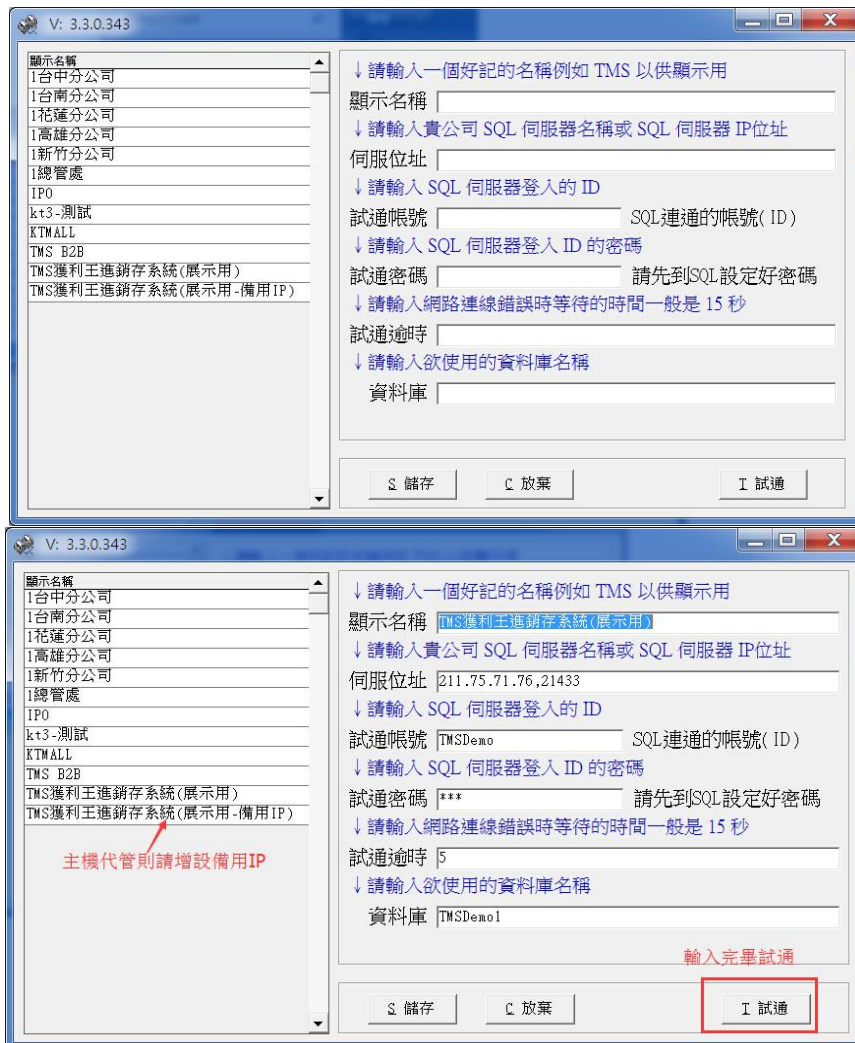 V: 3.3.0.343
顯示名稱
1台中分公司
1台南分公司
1花蓮分公司
1高雄分公司
1新竹分公司
1總管處
IPO
kt3-測試
KTMALL
TMS B2B
TMS獲利王進銷存系統(展示用)
TMS獲利王進銷存系統(展示用-備用IP)
↓請輸入一個好記的名稱例如 TMS 以供顯示用
顯示名稱
↓請輸入貴公司 SQL 伺服器名稱或 SQL 伺服器 IP位址
伺服位址
↓請輸入 SQL 伺服器登入的 ID
試通帳號 SQL連通的帳號( ID)
↓請輸入 SQL 伺服器登入 ID 的密碼
試通密碼 請先到SQL設定好密碼
↓請輸入網路連線錯誤時等待的時間一般是 15 秒
試通逾時
↓請輸入欲使用的資料庫名稱
資料庫
S 儲存 C 放棄 T 試通
V: 3.3.0.343
顯示名稱
1台中分公司
1台南分公司
1花蓮分公司
1高雄分公司
1新竹分公司
1總管處
IPO
kt3-測試
KTMALL
TMS B2B
TMS獲利王進銷存系統(展示用)
TMS獲利王進銷存系統(展示用-備用IP)
主機代管則請增設備用IP
↓請輸入一個好記的名稱例如 TMS 以供顯示用
顯示名稱 TMS獲利王進銷存系統(展示用)
↓請輸入貴公司 SQL 伺服器名稱或 SQL 伺服器 IP位址
伺服位址 211.75.71.76,21433
↓請輸入 SQL 伺服器登入的 ID
試通帳號 TMSDemo SQL連通的帳號( ID)
↓請輸入 SQL 伺服器登入 ID 的密碼
試通密碼 *** 請先到SQL設定好密碼
↓請輸入網路連線錯誤時等待的時間一般是 15 秒
試通逾時 5
↓請輸入欲使用的資料庫名稱
資料庫 TMSDemo1
輸入完畢試通
S 儲存 C 放棄 T 試通